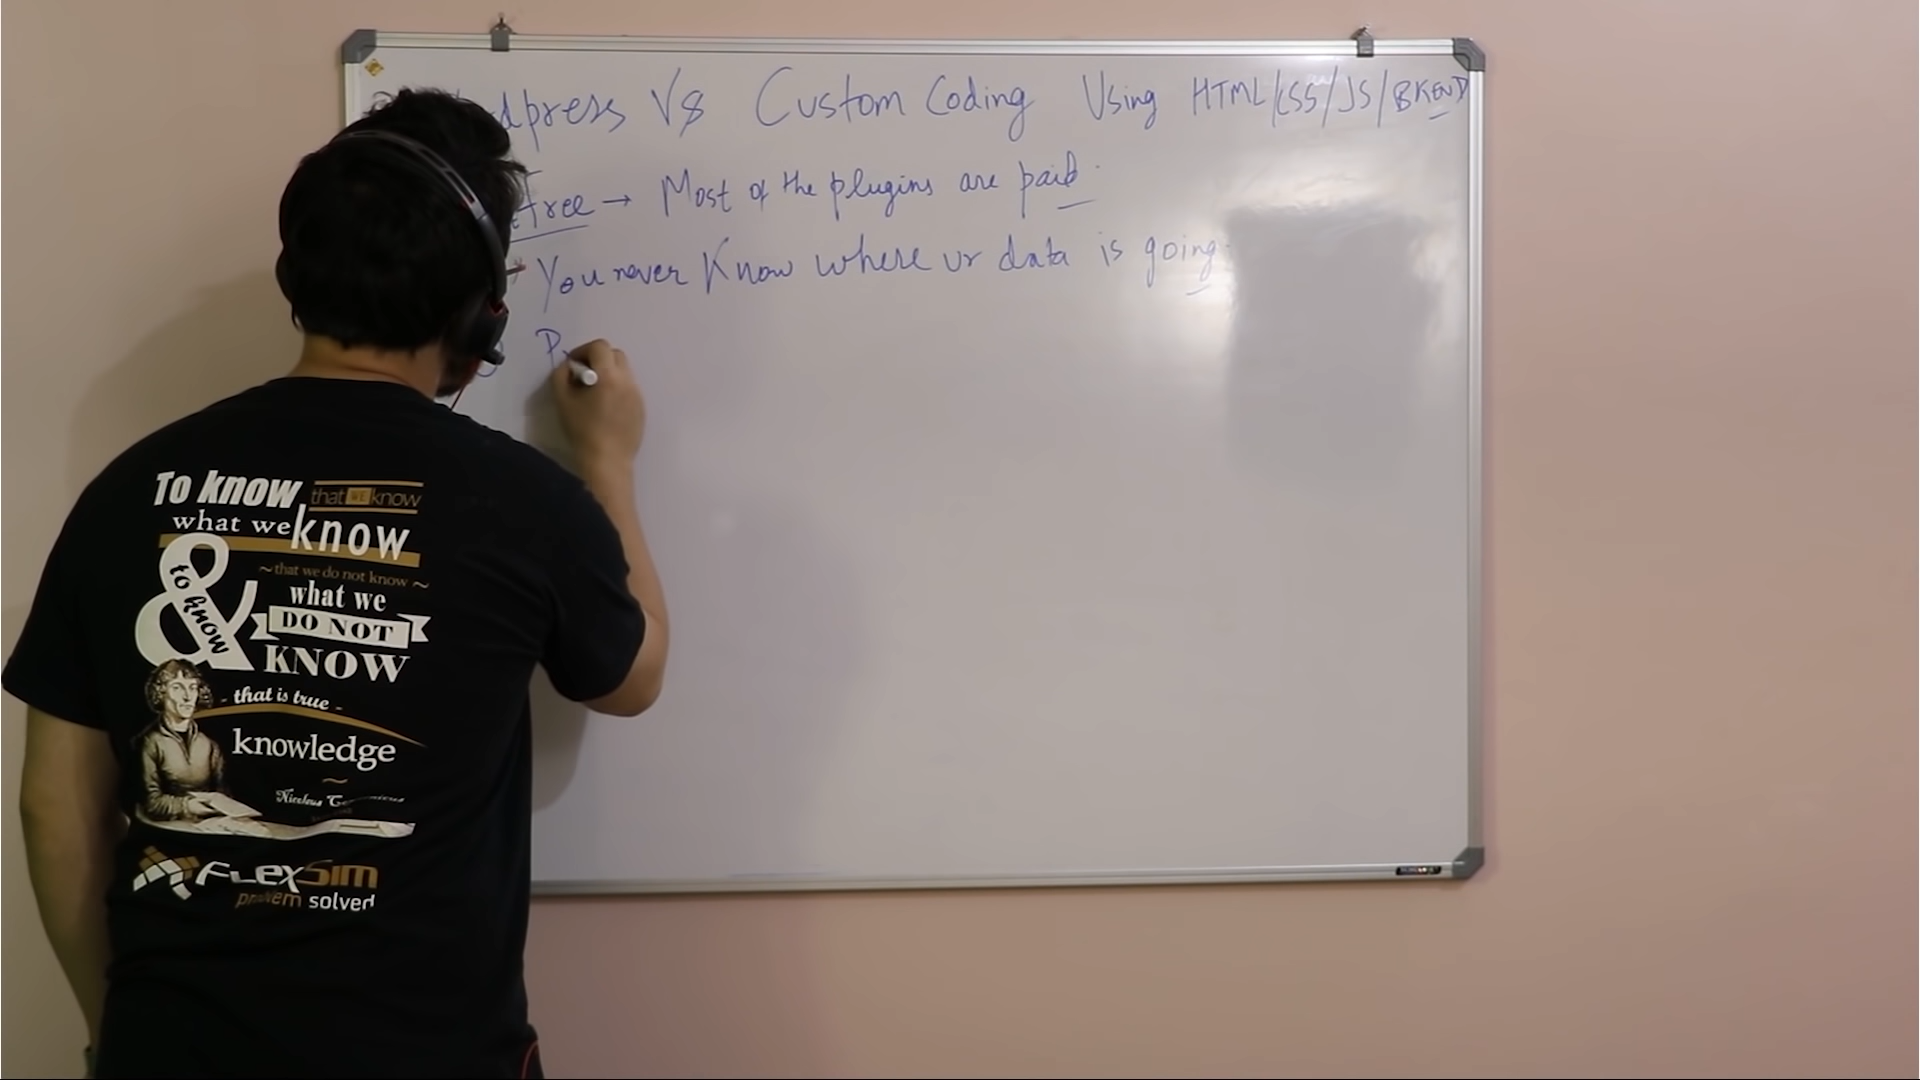 dpress Vs Custom Coding Using HTML/CSS/JS/BKEND
Free → Most of the plugins are paid.
* You never Know where ur data is going.
To know that WE know
what we know
& to know
~ that we do not know ~
what we
DO NOT
KNOW
- that is true -
knowledge
~
Nicolaus
FLEXSIM
problem solved